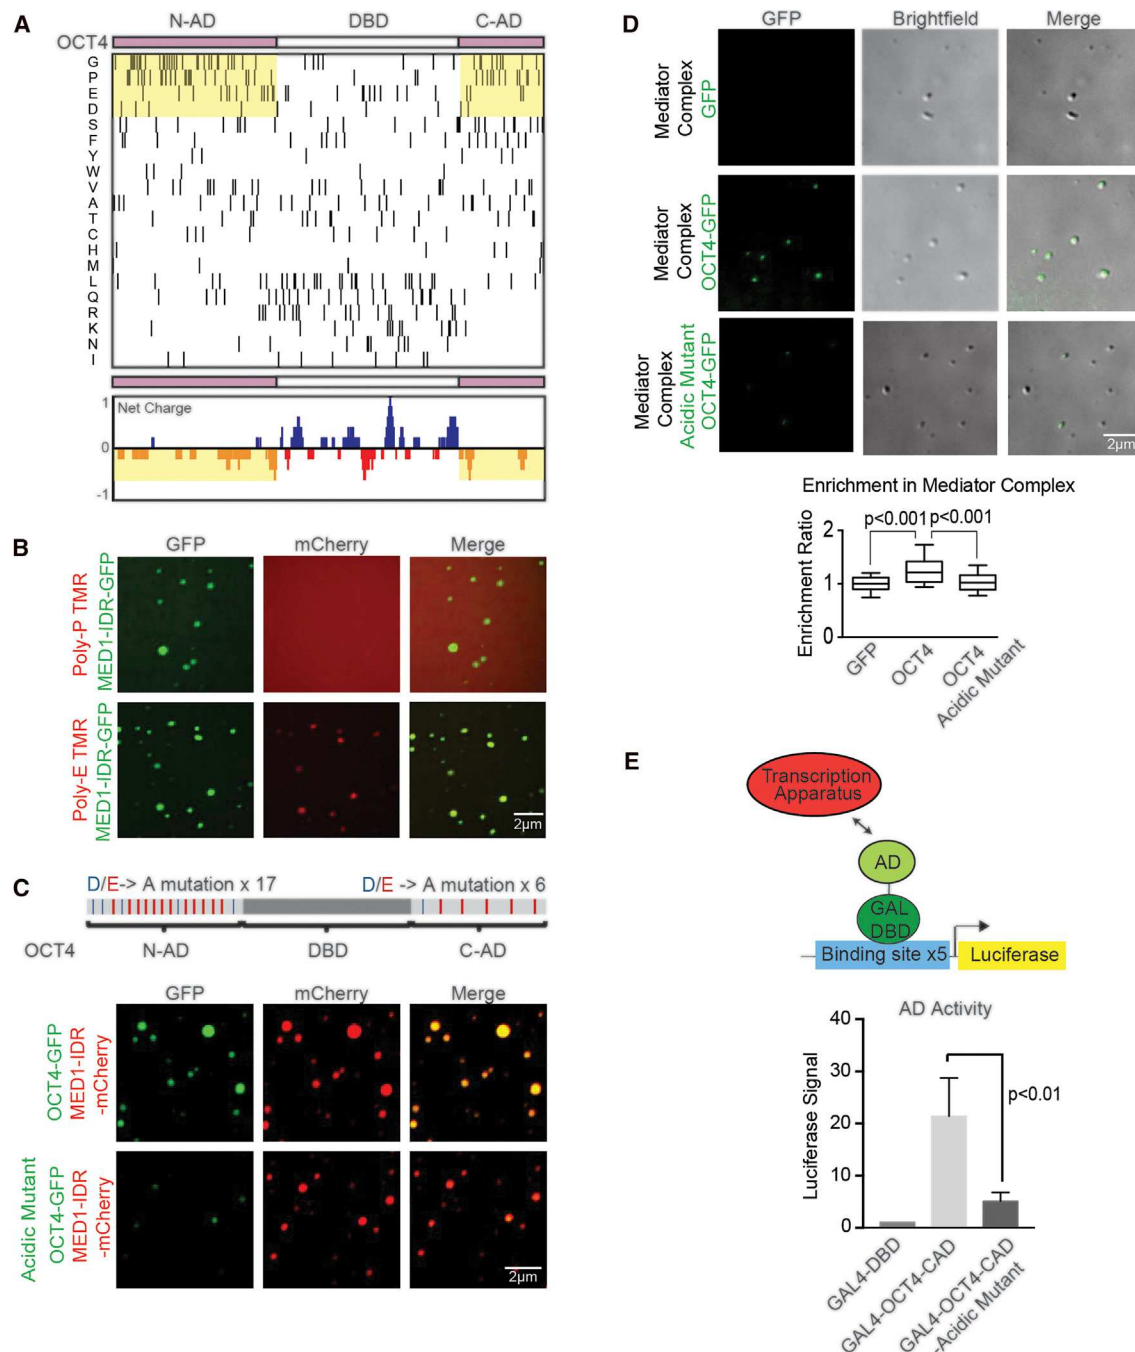 A
N-AD DBD C-AD
OCT4
G
P
E
D
S
F
Y
W
V
A
T
C
H
M
L
Q
R
K
N
I
1
Net Charge
0
-1
B
GFP mCherry Merge
Poly-P TMR
MED1-IDR-GFP
Poly-E TMR
MED1-IDR-GFP
2μm
C
D/E-> A mutation x 17 D/E -> A mutation x 6
OCT4 N-AD DBD C-AD
GFP mCherry Merge
OCT4-GFP
MED1-IDR
-mCherry
Acidic Mutant
OCT4-GFP
MED1-IDR
-mCherry
2μm
D
GFP Brightfield Merge
Mediator
Complex
GFP
Mediator
Complex
OCT4-GFP
Mediator
Complex
Acidic Mutant
OCT4-GFP
2μm
Enrichment in Mediator Complex
p<0.001 p<0.001
Enrichment Ratio
2
1
0
GFP
OCT4
OCT4
Acidic Mutant
E
Transcription
Apparatus
AD
GAL
DBD
Binding site x5 Luciferase
AD Activity
Luciferase Signal
40
30
20
10
0
p<0.01
GAL4-DBD
GAL4-OCT4-CAD
GAL4-OCT4-CAD
-Acidic Mutant